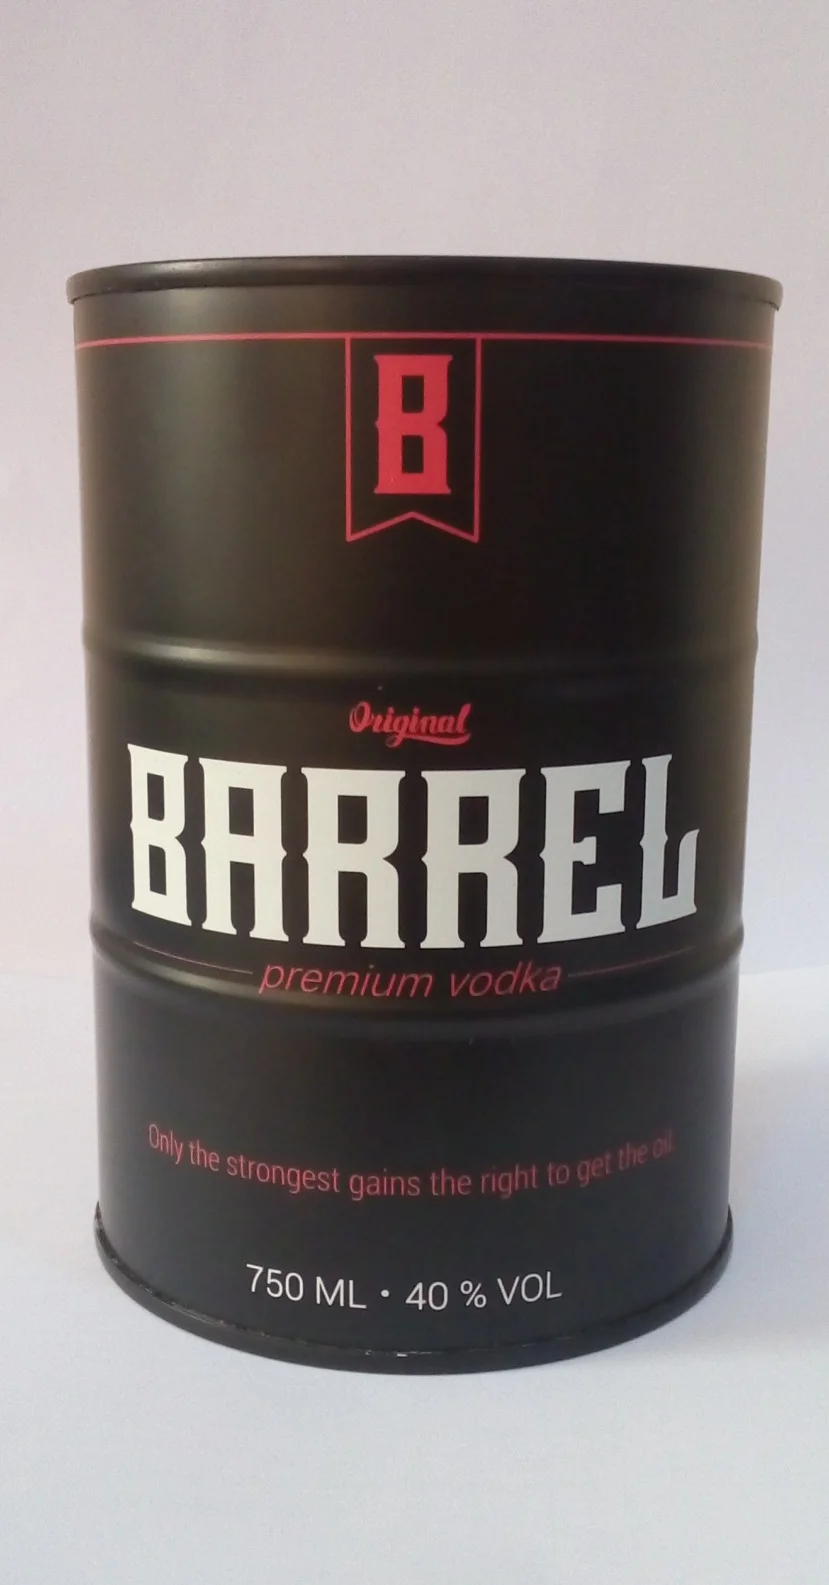 B
Original
BARREL
premium vodka
Only the strongest gains the right to get the oil.
750 ML • 40 % VOL